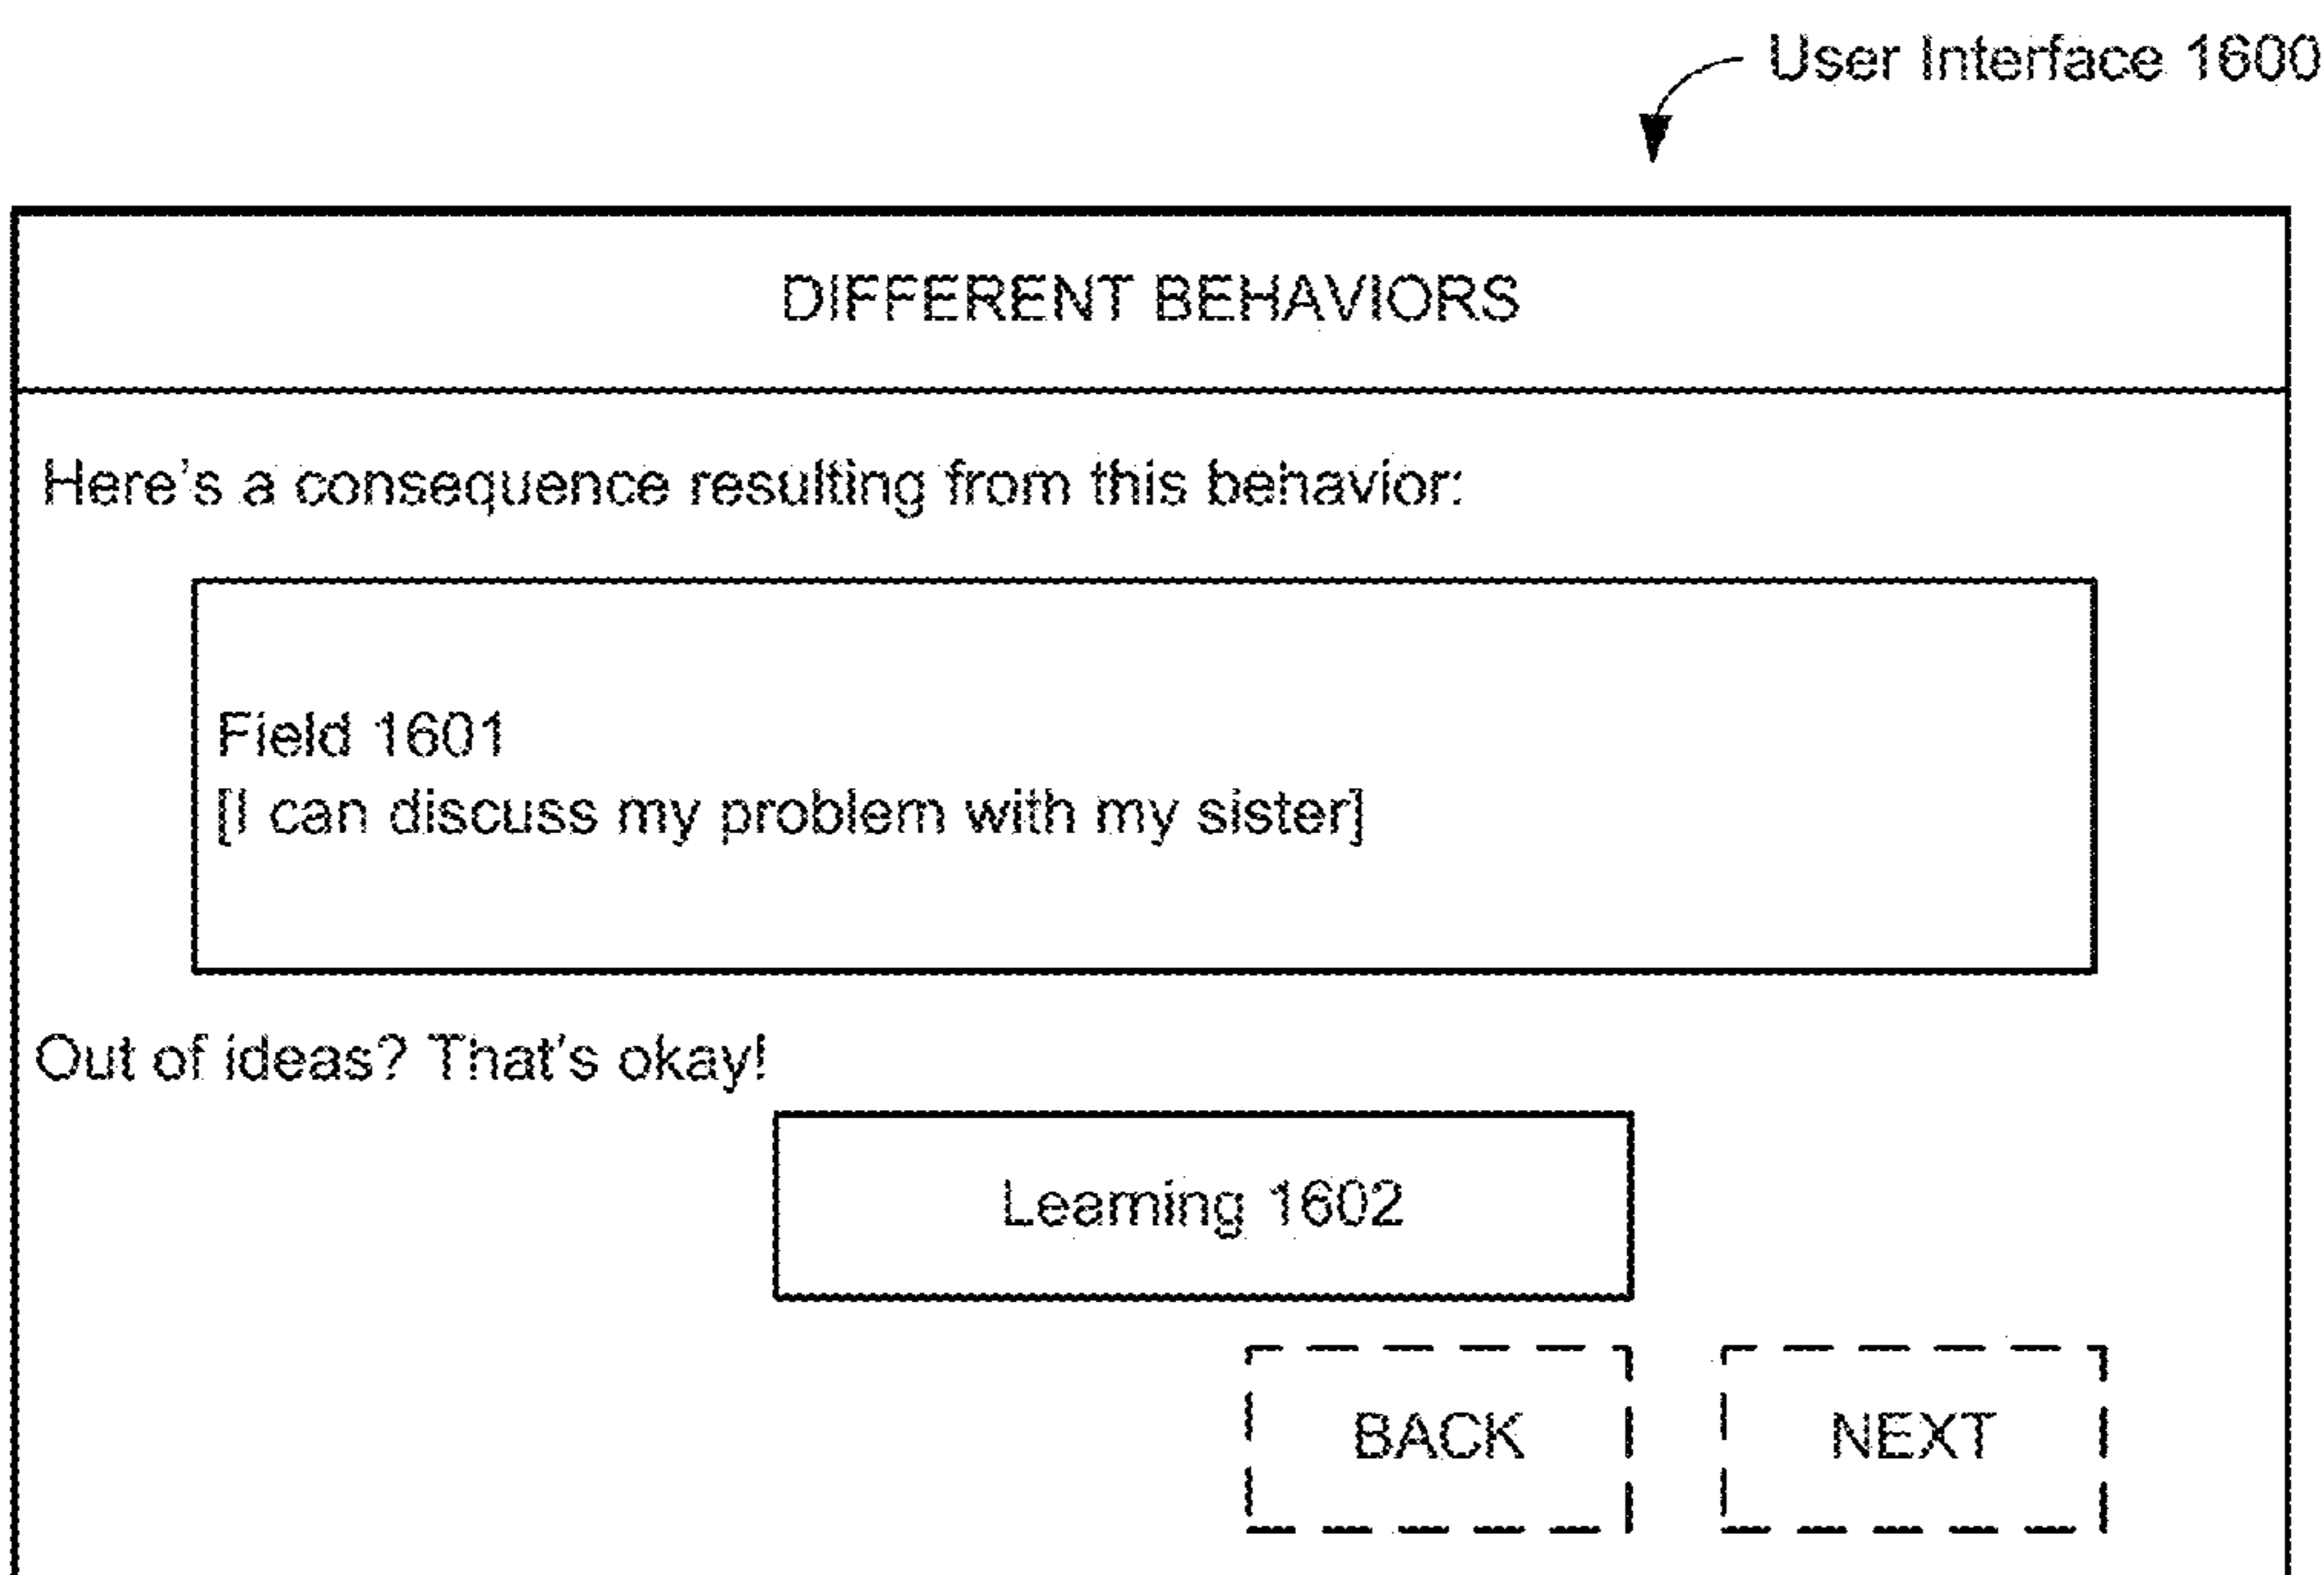 User Interface 1600
DIFFERENT BEHAVIORS
Here's a consequence resulting from this behavior:
Field 1601
[I can discuss my problem with my sister]
Out of ideas? That's okay!
Learning 1602
BACK NEXT